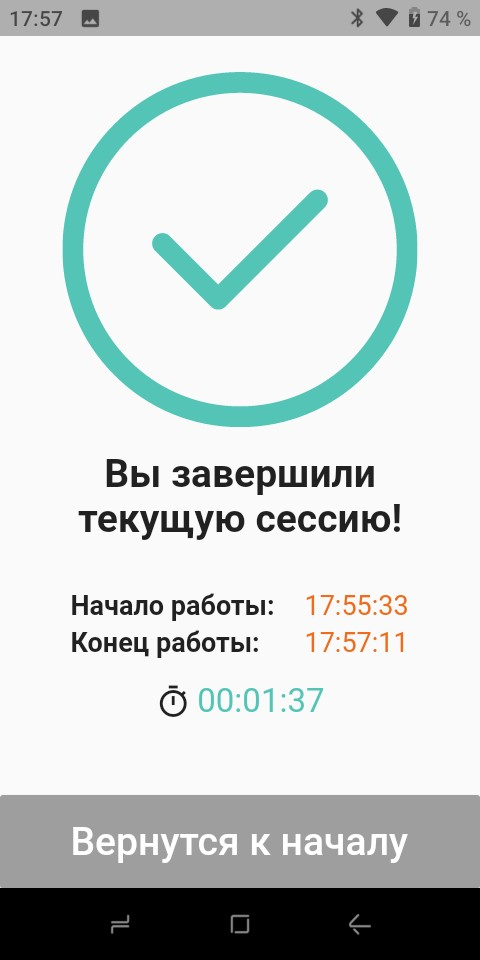 17:57
74 %
Вы завершили
текущую сессию!
Начало работы: 17:55:33
Конец работы: 17:57:11
00:01:37
Вернутся к началу